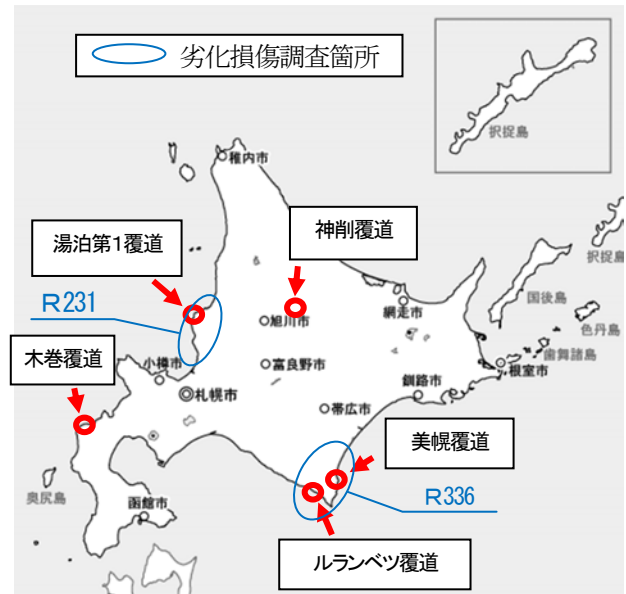 劣化損傷調査箇所
択捉島
稚内市
湯泊第1覆道
神削覆道
択捉島
R231
旭川市
網走市
国後島
色丹島
木巻覆道
小樽市
富良野市
歯舞諸島
札幌市
釧路市
根室市
帯広市
美幌覆道
奥尻島
函館市
R336
ルランベツ覆道